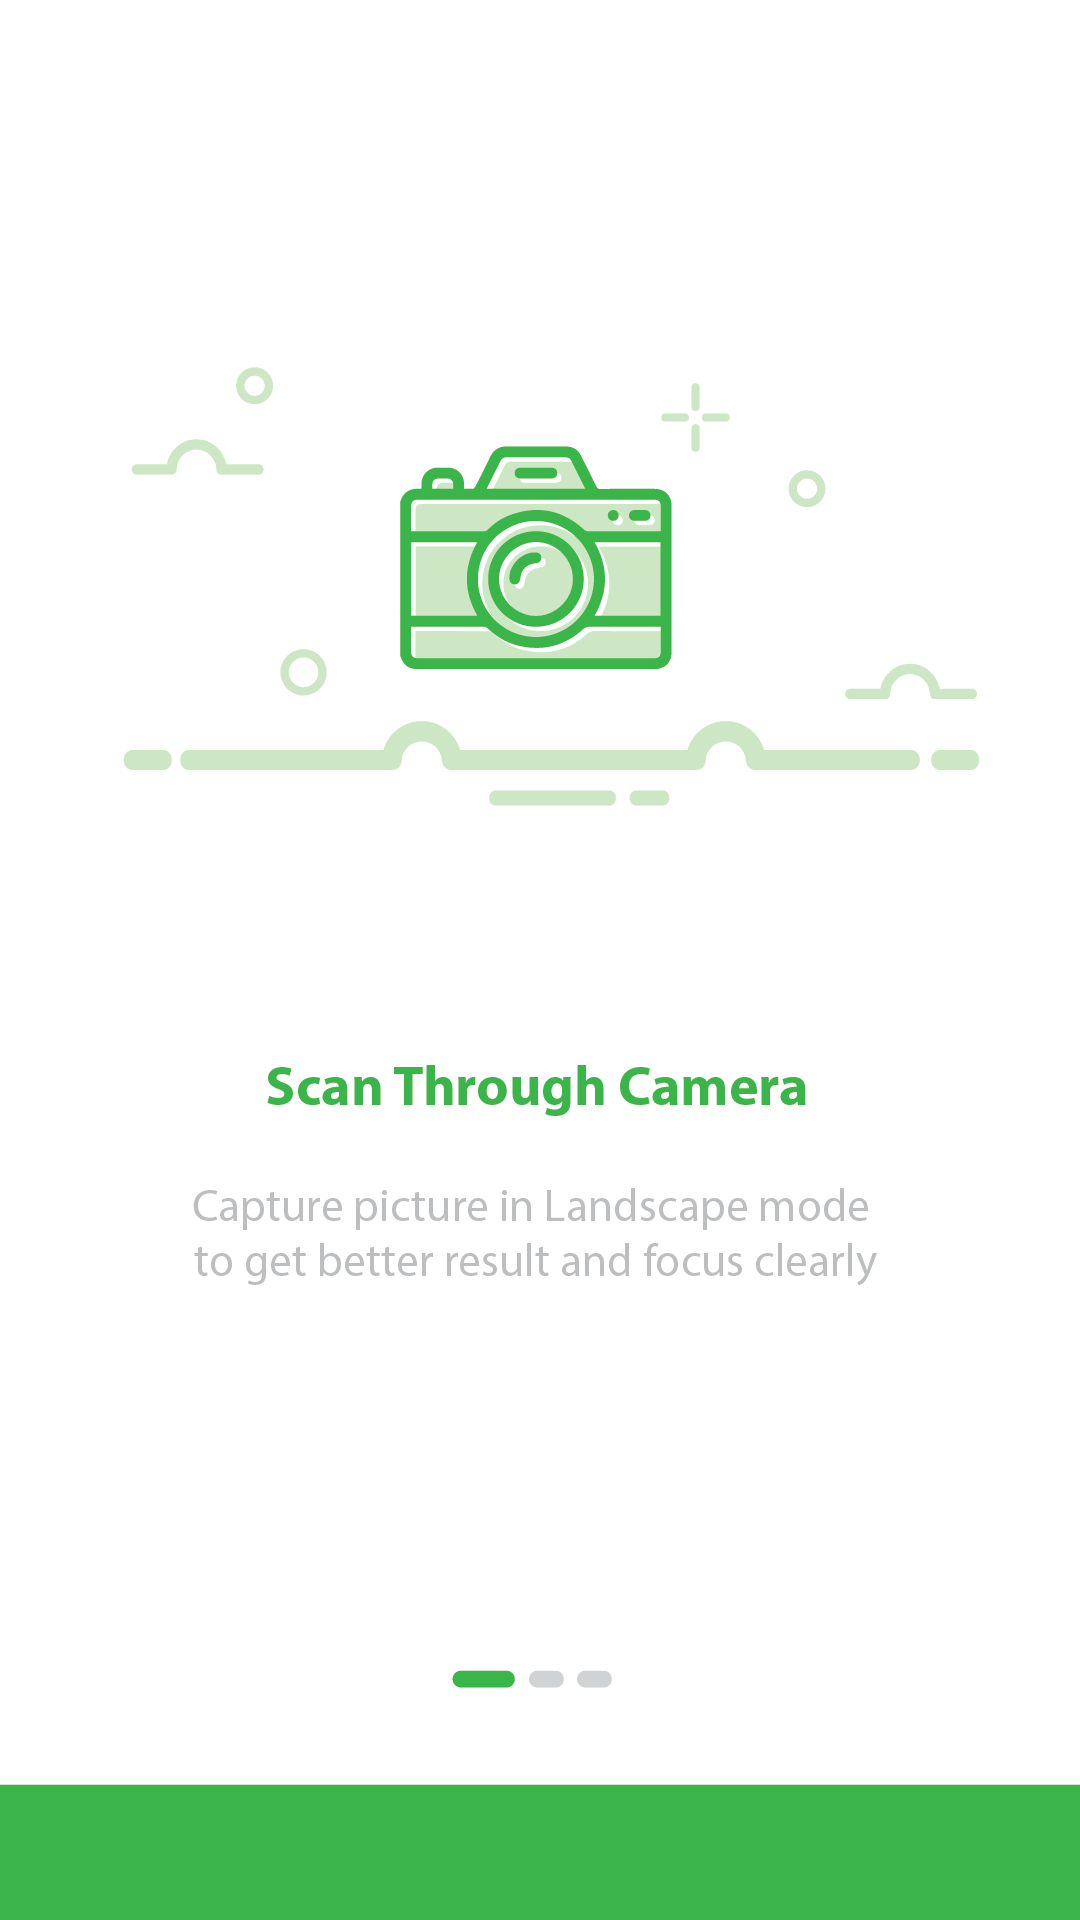 Scan Through Camera
Capture picture in Landscape mode
to get better result and focus clearly